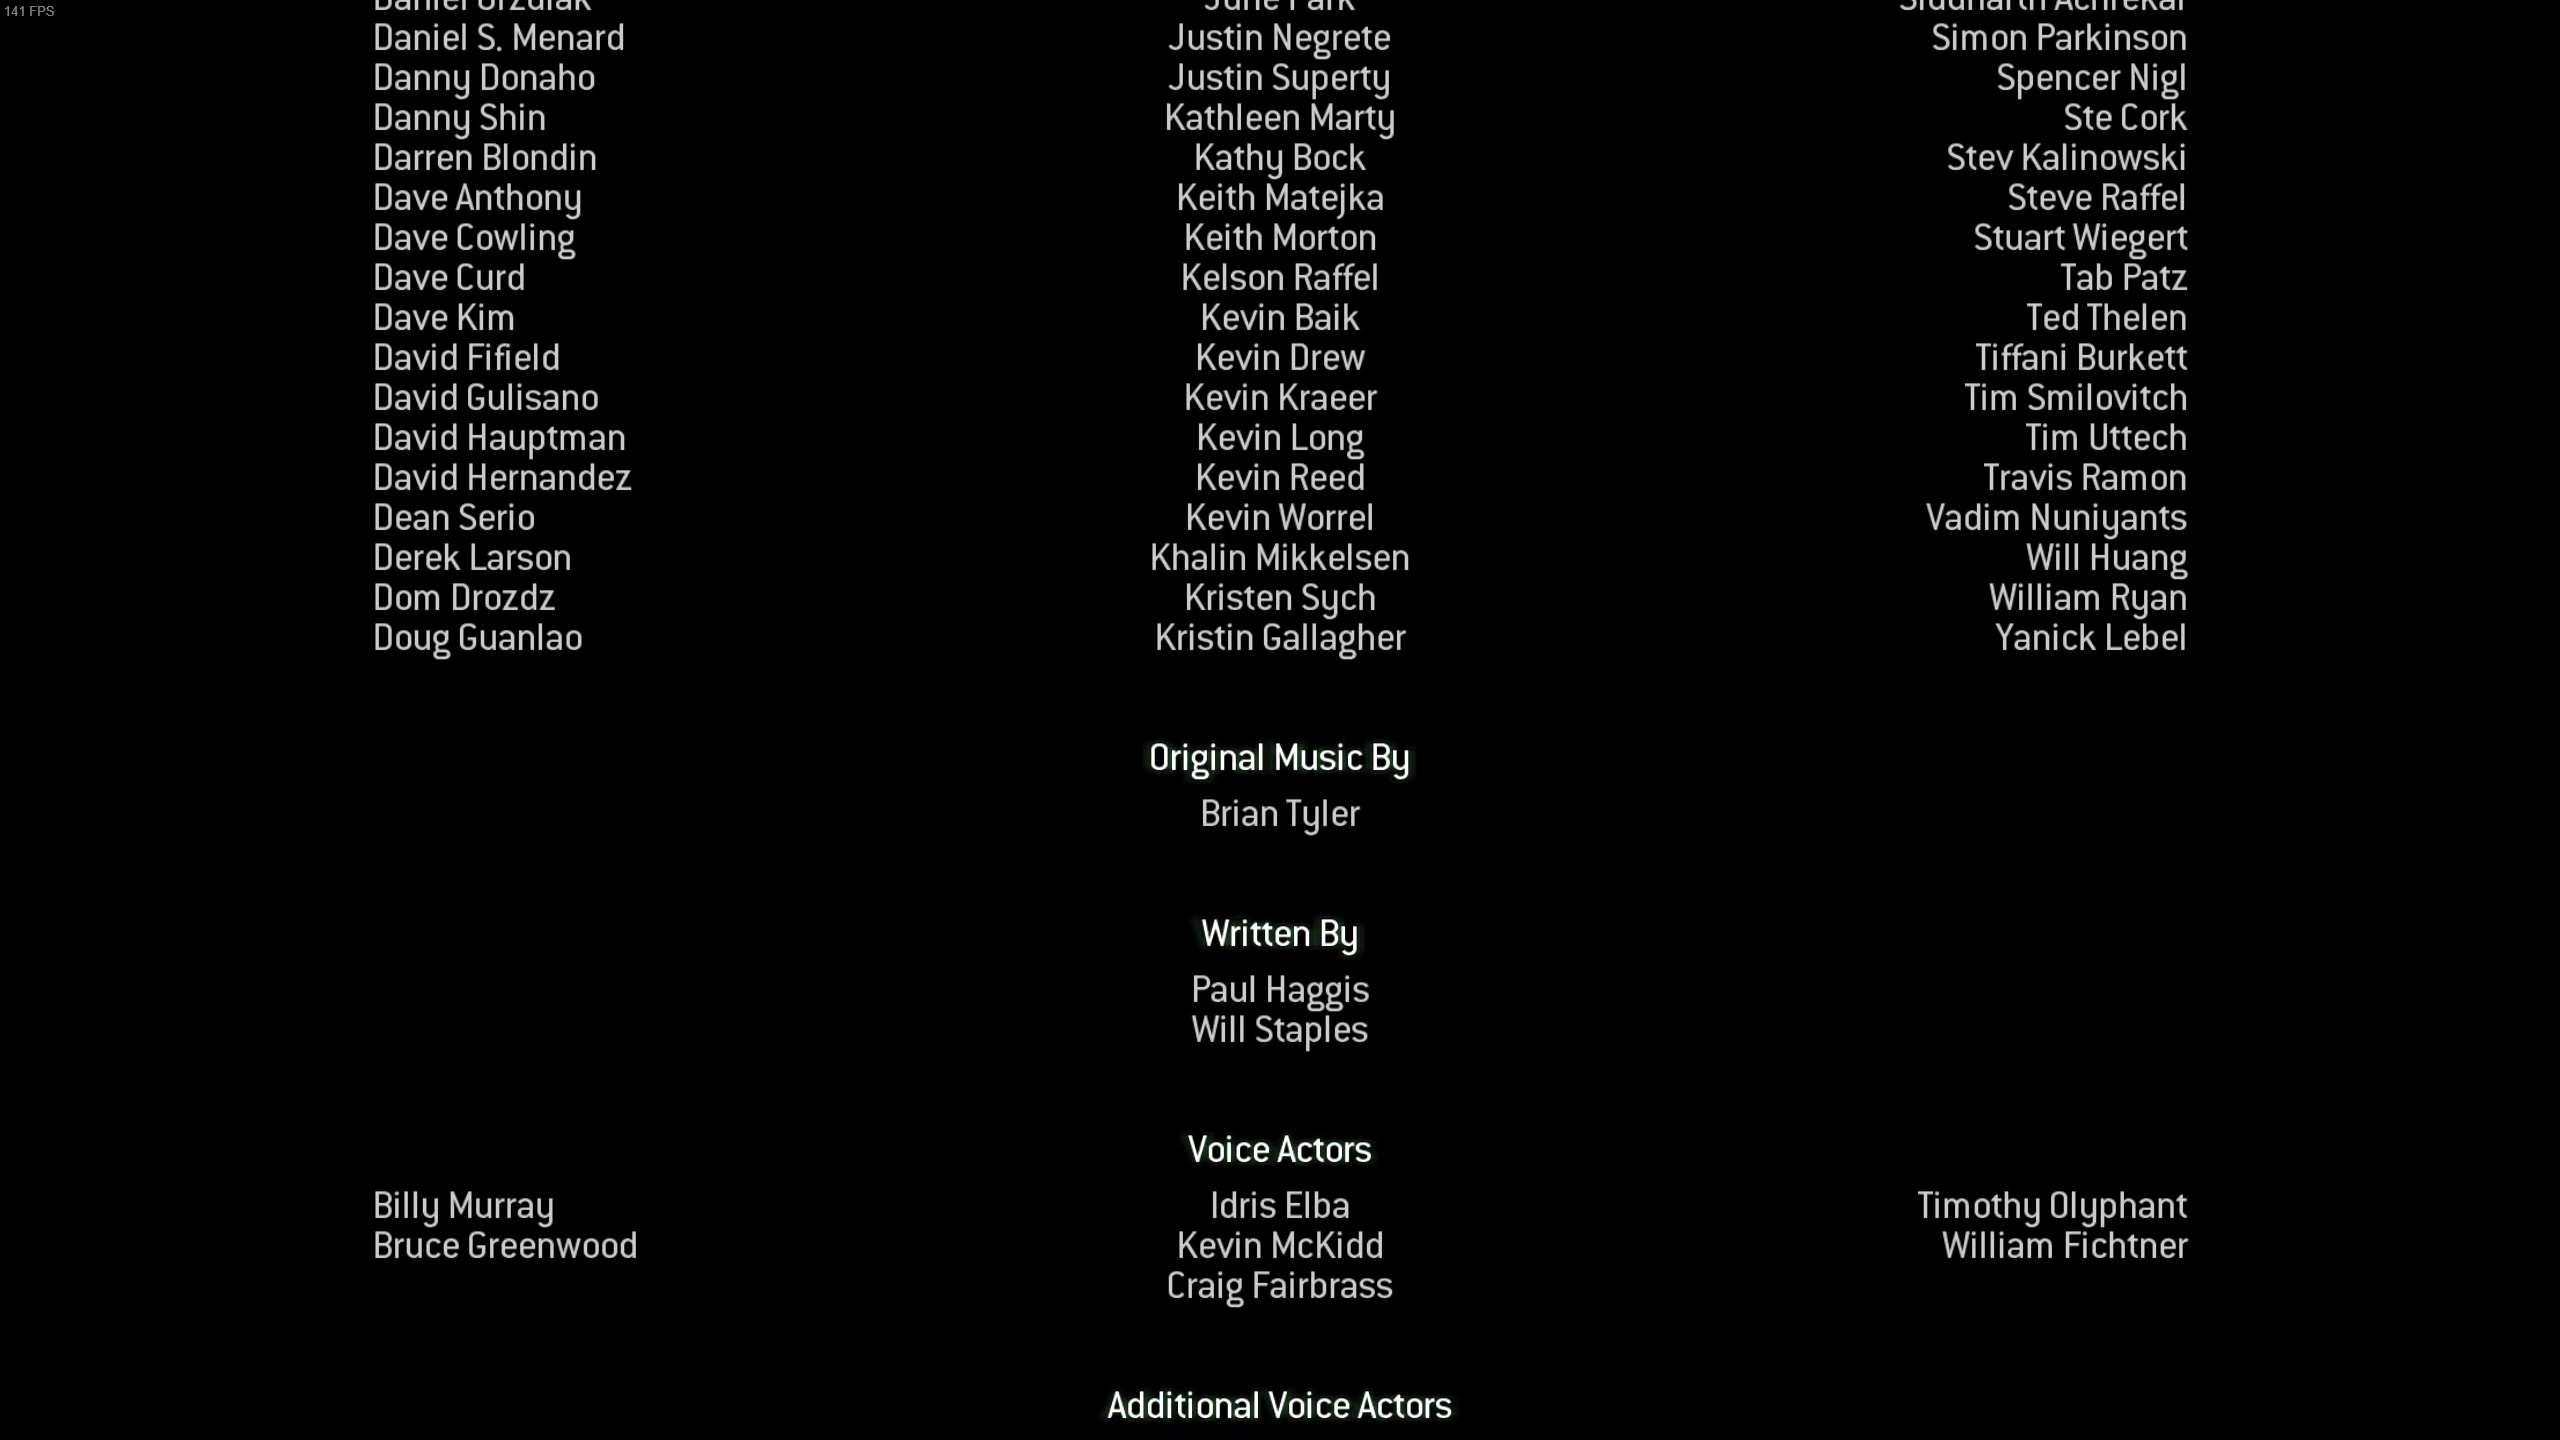 141 FPS
Daniel S. Menard
Danny Donaho
Danny Shin
Darren Blondin
Dave Anthony
Dave Cowling
Dave Curd
Dave Kim
David Fifield
David Gulisano
David Hauptman
David Hernandez
Dean Serio
Derek Larson
Dom Drozdz
Doug Guanlao
June Park
Justin Negrete
Justin Superty
Kathleen Marty
Kathy Bock
Keith Matejka
Keith Morton
Kelson Raffel
Kevin Baik
Kevin Drew
Kevin Kraeer
Kevin Long
Kevin Reed
Kevin Worrel
Khalin Mikkelsen
Kristen Sych
Kristin Gallagher
Siddharth Achrekar
Simon Parkinson
Spencer Nigl
Ste Cork
Stev Kalinowski
Steve Raffel
Stuart Wiegert
Tab Patz
Ted Thelen
Tiffani Burkett
Tim Smilovitch
Tim Uttech
Travis Ramon
Vadim Nuniyants
Will Huang
William Ryan
Yanick Lebel
Original Music By
Brian Tyler
Written By
Paul Haggis
Will Staples
Voice Actors
Billy Murray
Bruce Greenwood
Idris Elba
Kevin McKidd
Craig Fairbrass
Timothy Olyphant
William Fichtner
Additional Voice Actors